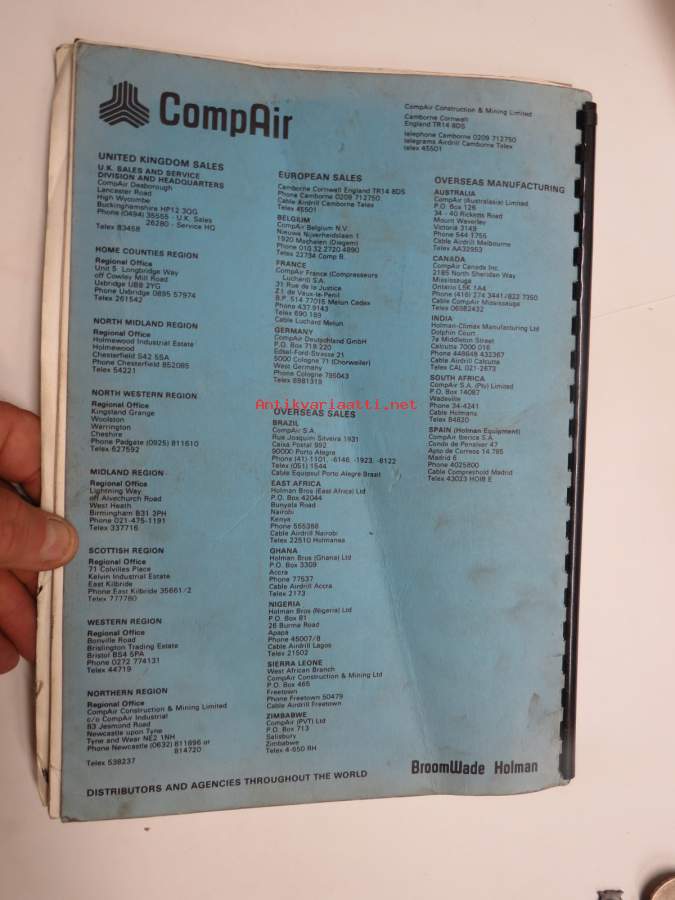 CompAir
CompAir Construction & Mining Limited
Camborne Cornwall
England TR14 8DS
telephone Camborne 0209 712750
telegrams Airdrill Camborne Telex
telex 45501
UNITED KINGDOM SALES
U.K. SALES AND SERVICE
DIVISION AND HEADQUARTERS
CompAir Desborough
Lancaster Road
High Wycombe
Buckinghamshire HP12 3QG
Phone (0494) 35555 - U.K. Sales
26280 - Service HQ
Telex 83458
HOME COUNTIES REGION
Regional Office
Unit 5 Longbridge Way
off Cowley Mill Road
Uxbridge UB8 2YG
Phone Uxbridge 0895 57974
Telex 261542
NORTH MIDLAND REGION
Regional Office
Holmewood Industrial Estate
Holmewood
Chesterfield S42 5SA
Phone Chesterfield 852085
Telex 54221
NORTH WESTERN REGION
Regional Office
Kingsland Grange
Woolston
Warrington
Cheshire
Phone Padgate (0925) 811610
Telex 627592
MIDLAND REGION
Regional Office
Lightning Way
off Alvechurch Road
West Heath
Birmingham B31 3PH
Phone 021-475-1191
Telex 337716
SCOTTISH REGION
Regional Office
71 Colvilles Place
Kelvin Industrial Estate
East Kilbride
Phone East Kilbride 35661/2
Telex 777780
WESTERN REGION
Regional Office
Bonville Road
Brislington Trading Estate
Bristol BS4 5PA
Phone 0272 774131
Telex 44719
NORTHERN REGION
Regional Office
CompAir Construction & Mining Limited
c/o CompAir Industrial
83 Jesmond Road
Newcastle upon Tyne
Tyne and Wear NE2 1NH
Phone Newcastle (0632) 811696 or
814720
Telex 538237
EUROPEAN SALES
Camborne Cornwall England TR14 8DS
Phone Camborne 0209 712750
Cable Airdrill Camborne Telex
Telex 45501
BELGIUM
CompAir Belgium N.V.
Nieuwe Nijverheidslaan 1
1920 Machelen (Diegem)
Phone 010 32 2720 4890
Telex 22734 Comp B.
FRANCE
CompAir France (Compresseurs
Luchard) S.A.
31 Rue de la Justice
Z.I. de Vaux-le-Penil
B.P. 514 77015 Melun Cedex
Phone 437 9143
Telex 690 189
Cable Luchard Melun
GERMANY
CompAir Deutschland GmbH
P.O. Box 718 220
Edsel-Ford-Strasse 21
5000 Cologne 71 (Chorweiler)
West Germany
Phone Cologne 795043
Telex 8881319
Antikvariaatti.net
OVERSEAS SALES
BRAZIL
CompAir S.A.
Rua Joaquim Silveira 1931
Caixa Postal 992
90000 Porto Alegre
Phone (41)-1101, -6146, -1923, -8122
Telex (051) 1544
Cable Equipsul Porto Alegre Brazil
EAST AFRICA
Holman Bros (East Africa) Ltd
P.O. Box 42044
Bunyala Road
Nairobi
Kenya
Phone 555388
Cable Airdrill Nairobi
Telex 22510 Holmanea
GHANA
Holman Bros (Ghana) Ltd
P.O. Box 3309
Accra
Phone 77537
Cable Airdrill Accra
Telex 2173
NIGERIA
Holman Bros (Nigeria) Ltd
P.O. Box 81
26 Burma Road
Apapa
Phone 45007/8
Cable Airdrill Lagos
Telex 21502
SIERRA LEONE
West African Branch
CompAir Construction & Mining Ltd
P.O. Box 465
Freetown
Phone Freetown 50479
Cable Airdrill Freetown
ZIMBABWE
CompAir (PVT) Ltd
P.O. Box 713
Salisbury
Zimbabwe
Telex 4-650 RH
OVERSEAS MANUFACTURING
AUSTRALIA
CompAir (Australasia) Limited
P.O. Box 126
34 - 40 Ricketts Road
Mount Waverley
Victoria 3149
Phone 544 1755
Cable Airdrill Melbourne
Telex AA32953
CANADA
CompAir Canada Inc.
2185 North Sheridan Way
Mississauga
Ontario L5K 1A4
Phone (416) 274 3441/822 7350
Cable CompAir Mississauga
Telex 06982432
INDIA
Holman-Climax Manufacturing Ltd
Dolphin Court
7a Middleton Street
Calcutta 7000 016
Phone 449649 432367
Cable Airdrill Calcutta
Telex CAL 021-2673
SOUTH AFRICA
CompAir S.A. (Pty) Limited
P.O. Box 14087
Wadeville
Phone 34-4241
Cable Holmans
Telex 84820
SPAIN (Holman Equipment)
CompAir Iberica S.A.
Conde de Penalver 47
Apto de Correos 14.785
Madrid 6
Phone 4025800
Cable Compreshold Madrid
Telex 43023 HOIB E
DISTRIBUTORS AND AGENCIES THROUGHOUT THE WORLD
BroomWade Holman